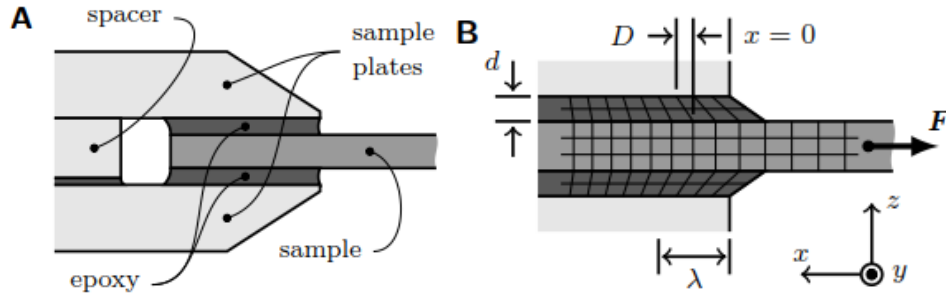 A
spacer
sample
plates
epoxy
sample
B
D
x = 0
d
F
λ
z
x
y